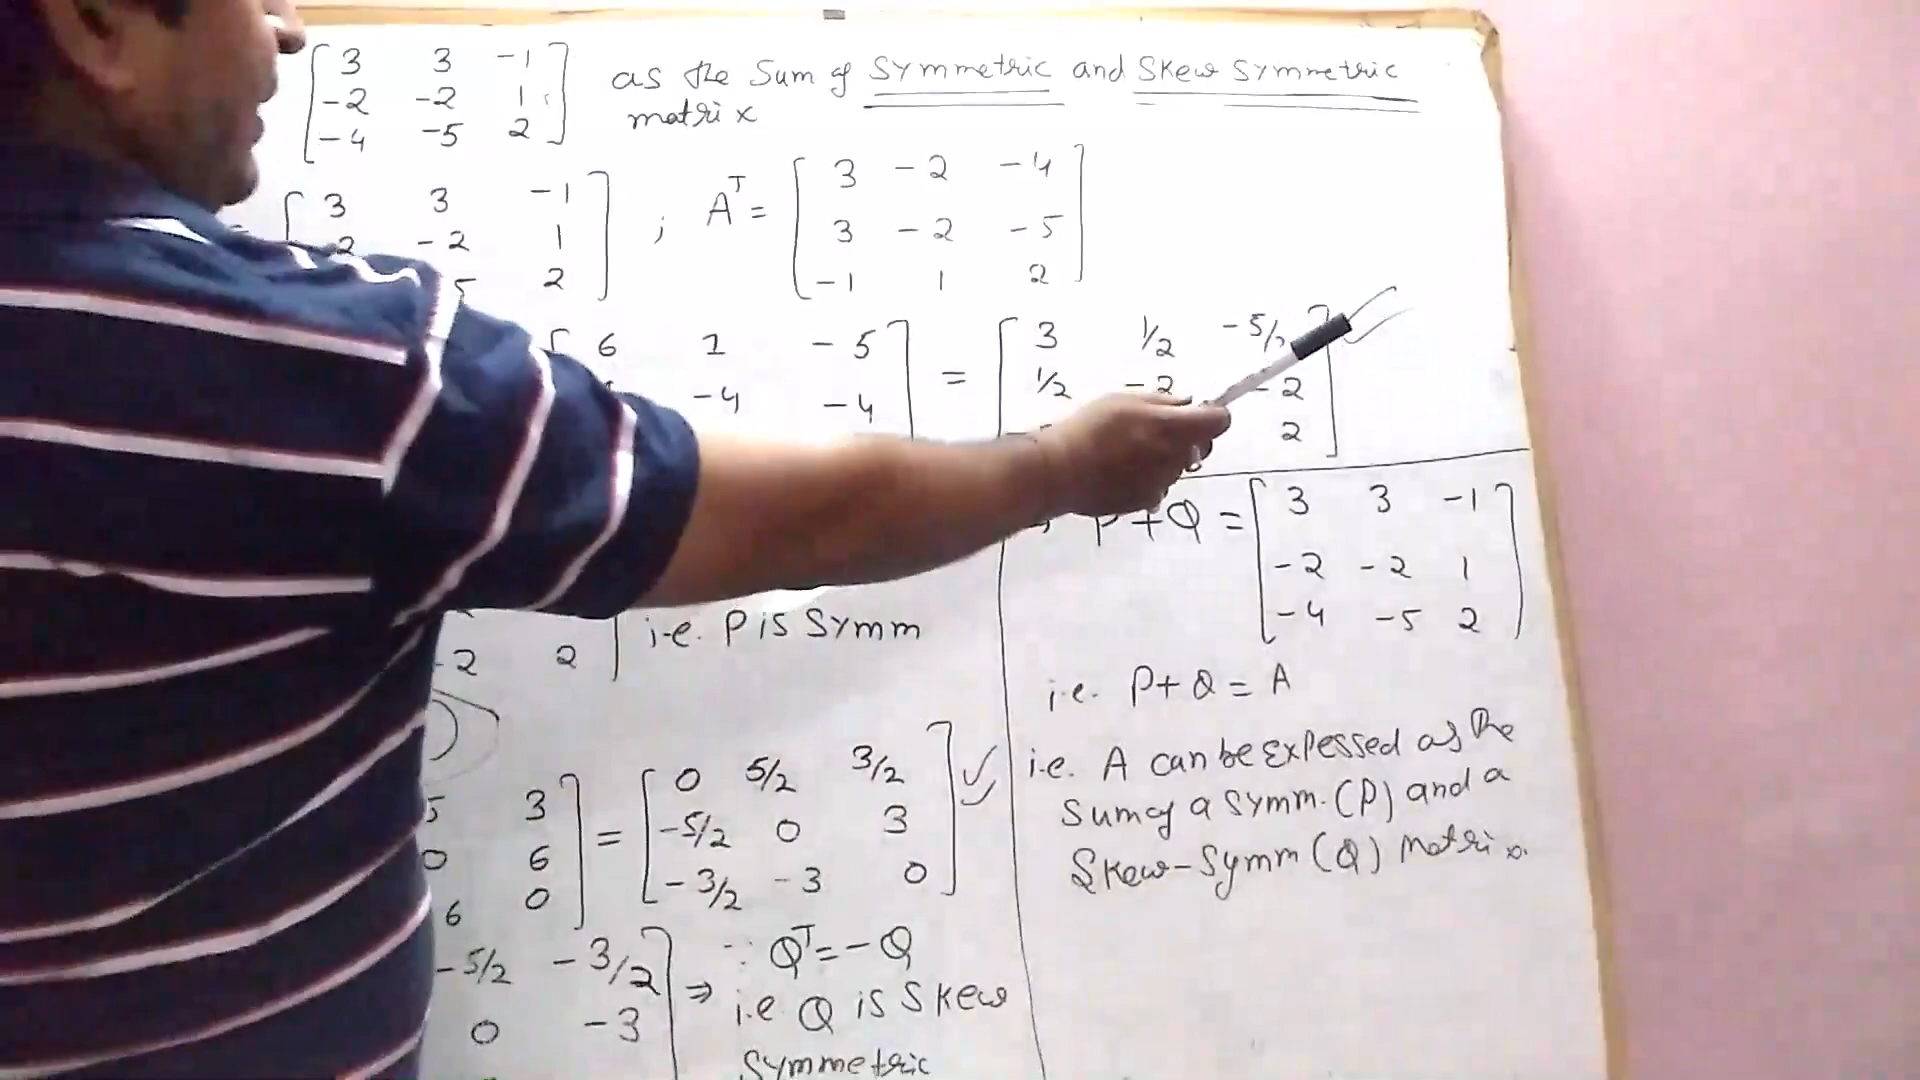 3 3 -1
-2 -2 1
-4 -5 2
as the Sum of Symmetric and Skew Symmetric
matrix
= 3 3 -1
2 -2 1
5 2
; Aᵀ =
3 -2 -4
3 -2 -5
-1 1 2
6 1 -5
-4 -4
=
3 1/2 -5/2
1/2 -2 -2
2
P+Q =
3 3 -1
-2 -2 1
-4 -5 2
i.e. P+Q = A
i.e. A can be Expessed as the
Sum of a Symm. (P) and a
Skew-Symm (Q) Matrix.
-2 2
i.e. P is Symm
5 3
0 6
6 0
=
0 5/2 3/2
-5/2 0 3
-3/2 -3 0
-5/2 -3/2
0 -3
⇒
∵ Qᵀ = -Q
i.e Q is Skew
Symmetric